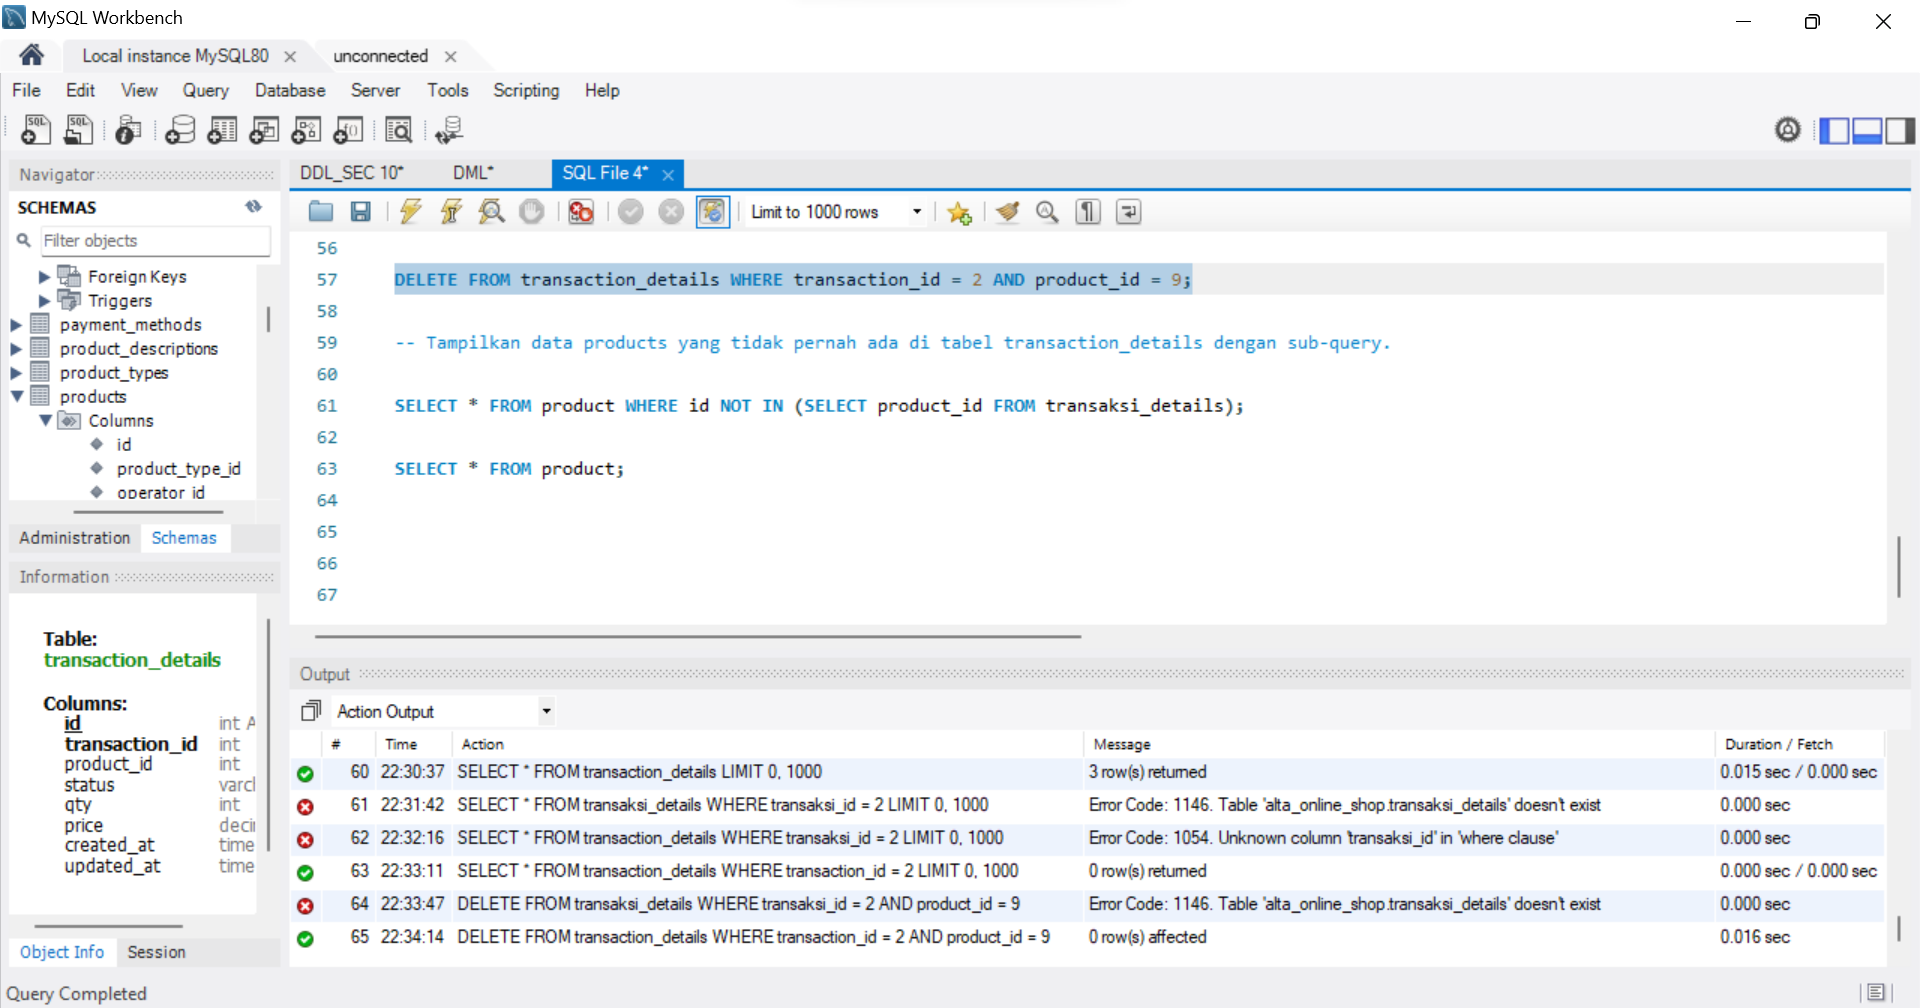 MySQL Workbench
Local instance MySQL80
unconnected
File Edit View Query Database Server Tools Scripting Help
Navigator
SCHEMAS
Filter objects
Foreign Keys
Triggers
payment_methods
product_descriptions
product_types
products
Columns
id
product_type_id
operator_id
Administration Schemas
Information
Table:
transaction_details
Columns:
id int A
transaction_id int
product_id int
status varcl
qty int
price deci
created_at time
updated_at time
Object Info Session
DDL_SEC 10* DML* SQL File 4*
Limit to 1000 rows
56
57 DELETE FROM transaction_details WHERE transaction_id = 2 AND product_id = 9;
58
59 -- Tampilkan data products yang tidak pernah ada di tabel transaction_details dengan sub-query.
60
61 SELECT * FROM product WHERE id NOT IN (SELECT product_id FROM transaksi_details);
62
63 SELECT * FROM product;
64
65
66
67
Output
Action Output
# Time Action Message Duration / Fetch
60 22:30:37 SELECT * FROM transaction_details LIMIT 0, 1000 3 row(s) returned 0.015 sec / 0.000 sec
61 22:31:42 SELECT * FROM transaksi_details WHERE transaksi_id = 2 LIMIT 0, 1000 Error Code: 1146. Table 'alta_online_shop.transaksi_details' doesn't exist 0.000 sec
62 22:32:16 SELECT * FROM transaction_details WHERE transaksi_id = 2 LIMIT 0, 1000 Error Code: 1054. Unknown column 'transaksi_id' in 'where clause' 0.000 sec
63 22:33:11 SELECT * FROM transaction_details WHERE transaction_id = 2 LIMIT 0, 1000 0 row(s) returned 0.000 sec / 0.000 sec
64 22:33:47 DELETE FROM transaksi_details WHERE transaksi_id = 2 AND product_id = 9 Error Code: 1146. Table 'alta_online_shop.transaksi_details' doesn't exist 0.000 sec
65 22:34:14 DELETE FROM transaction_details WHERE transaction_id = 2 AND product_id = 9 0 row(s) affected 0.016 sec
Query Completed